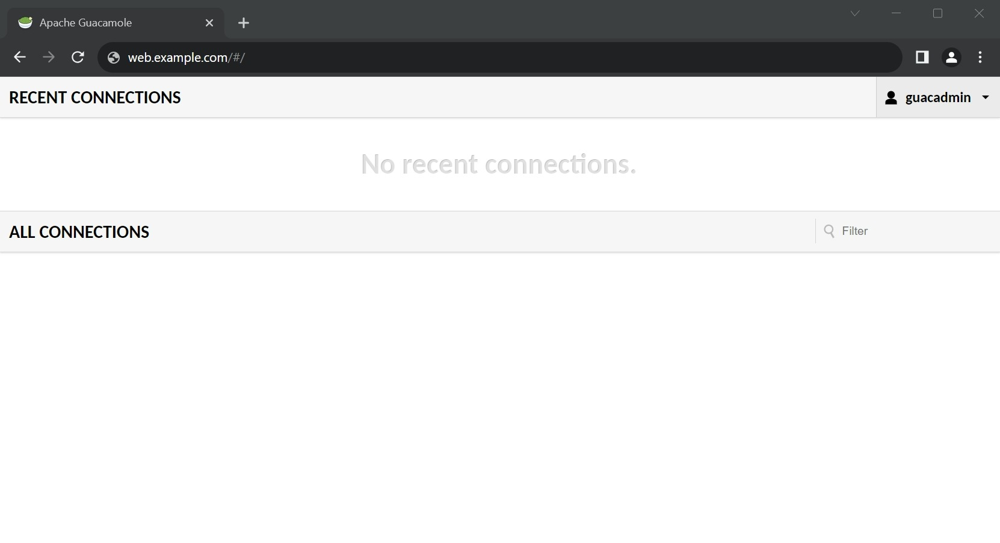 Apache Guacamole
web.example.com/#/
RECENT CONNECTIONS
guacadmin
No recent connections.
ALL CONNECTIONS
Filter